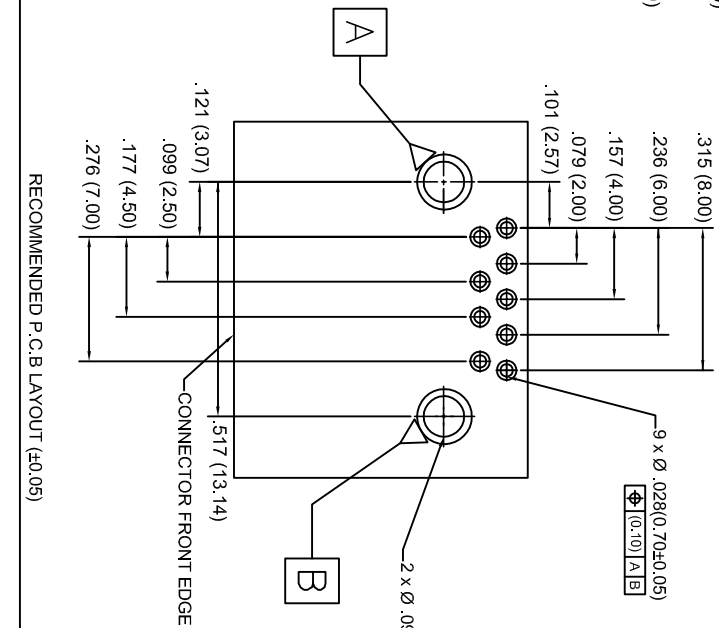 .315 (8.00)
.236 (6.00)
.157 (4.00)
.079 (2.00)
.101 (2.57)
9 x Ø .028(0.70±0.05)
(0.10) A B
A
B
2 x Ø .09
.121 (3.07)
.099 (2.50)
.177 (4.50)
.276 (7.00)
.517 (13.14)
CONNECTOR FRONT EDGE
RECOMMENDED P.C.B LAYOUT (±0.05)